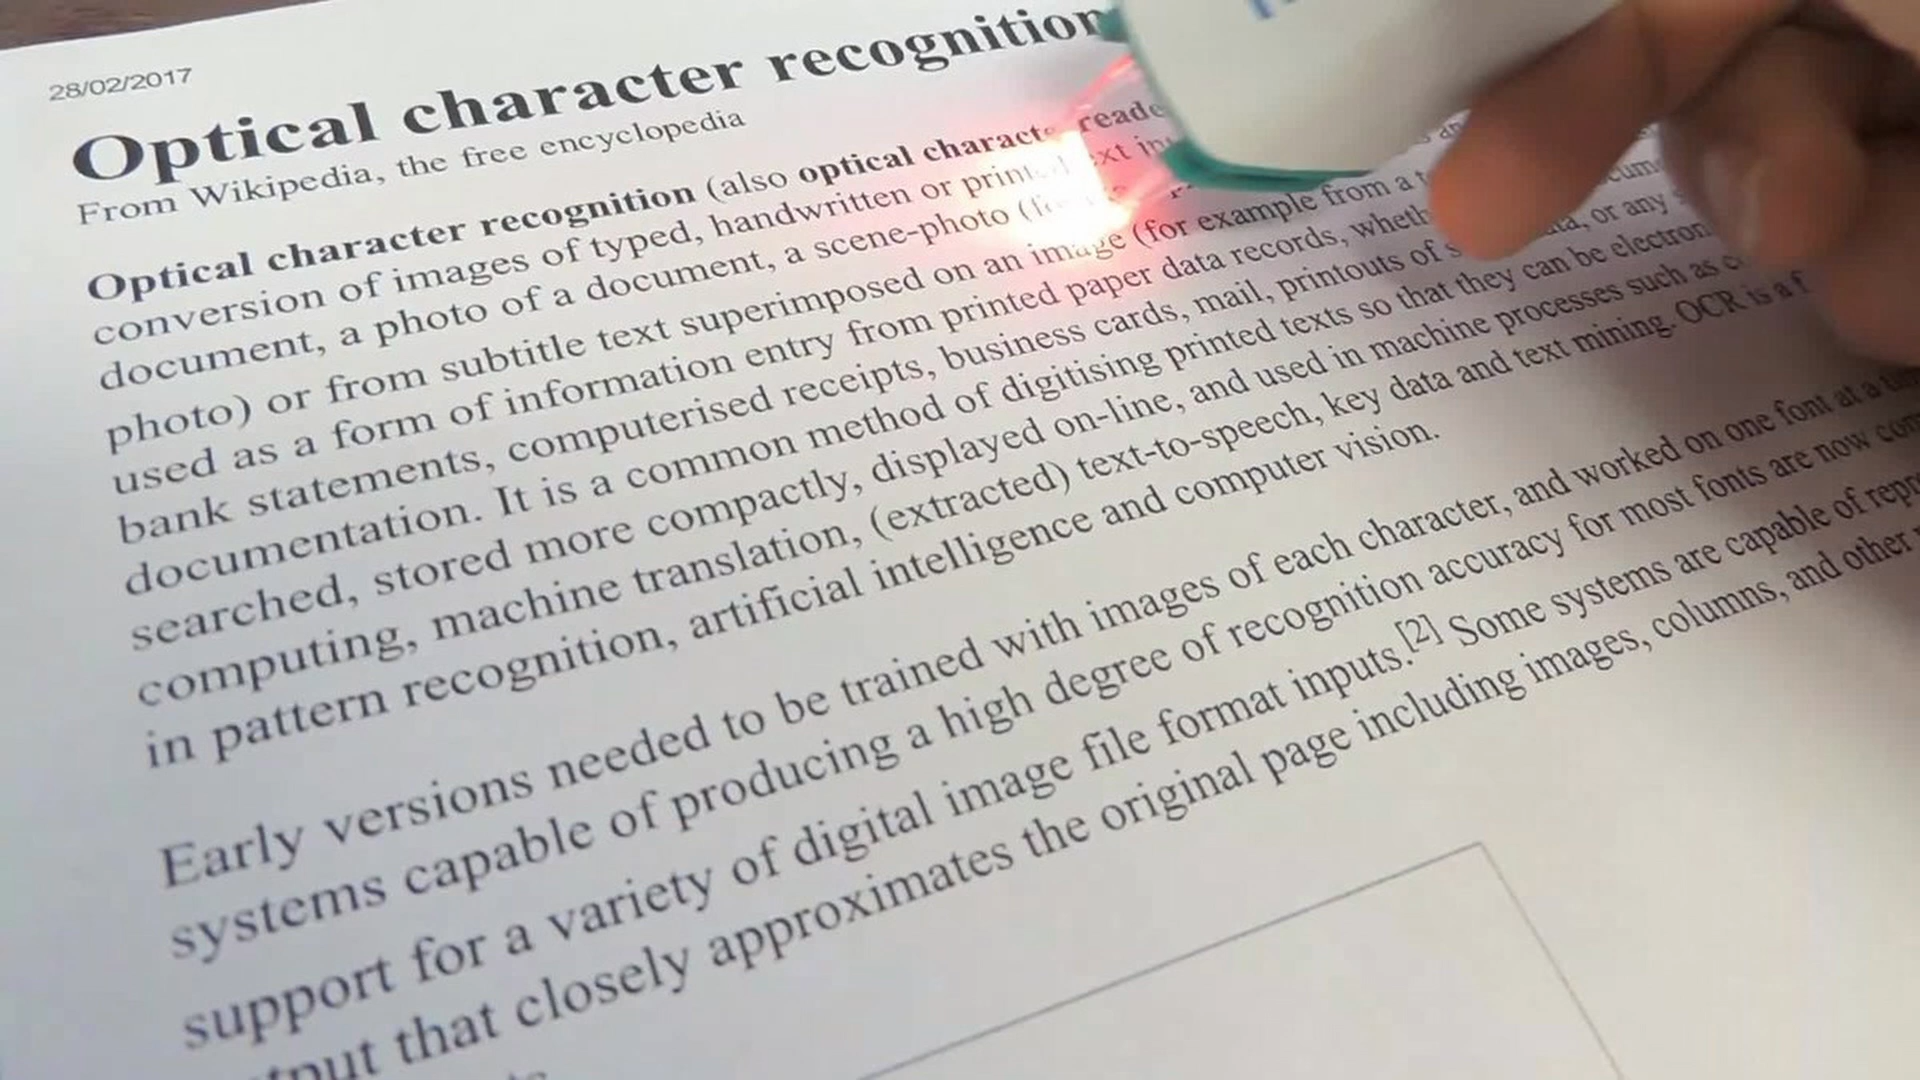 28/02/2017
Optical character recognition
From Wikipedia, the free encyclopedia
Optical character recognition (also optical
conversion of images of typed, handwritten or
document, a photo of a document, a scene-photo
photo) or from subtitle text superimposed on an image (for example from a
used as a form of information entry from printed paper data records,
bank statements, computerised receipts, business cards, mail, printouts of or any
documentation. It is a common method of digitising printed texts so that they can be
searched, stored more compactly, displayed on-line, and used in machine processes such as
computing, machine translation, (extracted) text-to-speech, key data and text mining. OCR is a
in pattern recognition, artificial intelligence and computer vision.
Early versions needed to be trained with images of each character, and worked on one font at a
systems capable of producing a high degree of recognition accuracy for most fonts are now
support for a variety of digital image file format inputs.[2] Some systems are capable of
that closely approximates the original page including images, columns, and other